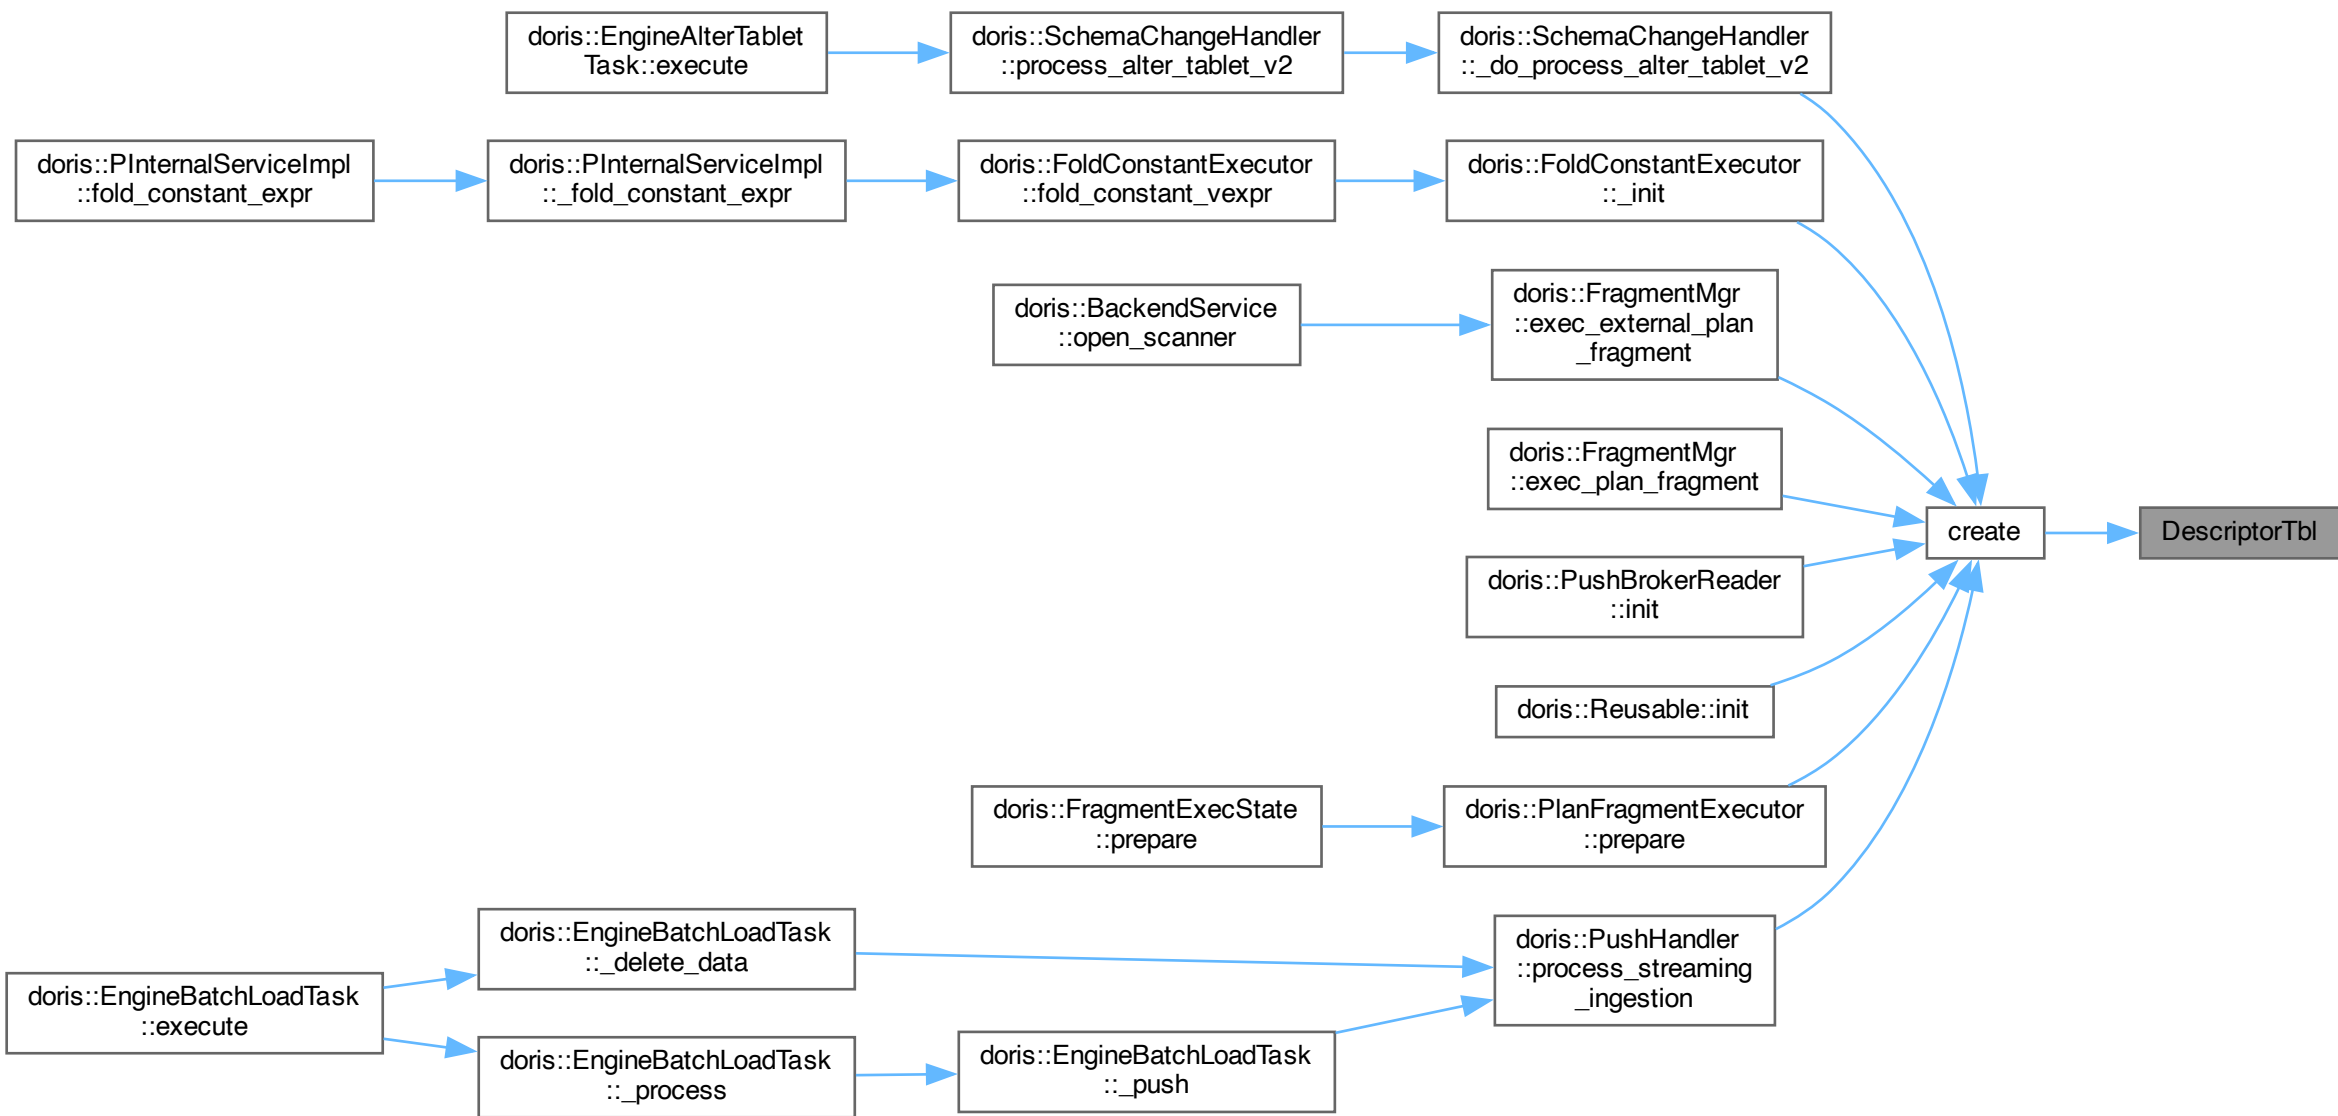 doris::EngineAlterTablet
Task::execute
doris::SchemaChangeHandler
::process_alter_tablet_v2
doris::SchemaChangeHandler
::_do_process_alter_tablet_v2
doris::PInternalServiceImpl
::fold_constant_expr
doris::PInternalServiceImpl
::_fold_constant_expr
doris::FoldConstantExecutor
::fold_constant_vexpr
doris::FoldConstantExecutor
::_init
doris::BackendService
::open_scanner
doris::FragmentMgr
::exec_external_plan
_fragment
doris::FragmentMgr
::exec_plan_fragment
create
DescriptorTbl
doris::PushBrokerReader
::init
doris::Reusable::init
doris::FragmentExecState
::prepare
doris::PlanFragmentExecutor
::prepare
doris::EngineBatchLoadTask
::_delete_data
doris::PushHandler
::process_streaming
_ingestion
doris::EngineBatchLoadTask
::execute
doris::EngineBatchLoadTask
::_process
doris::EngineBatchLoadTask
::_push